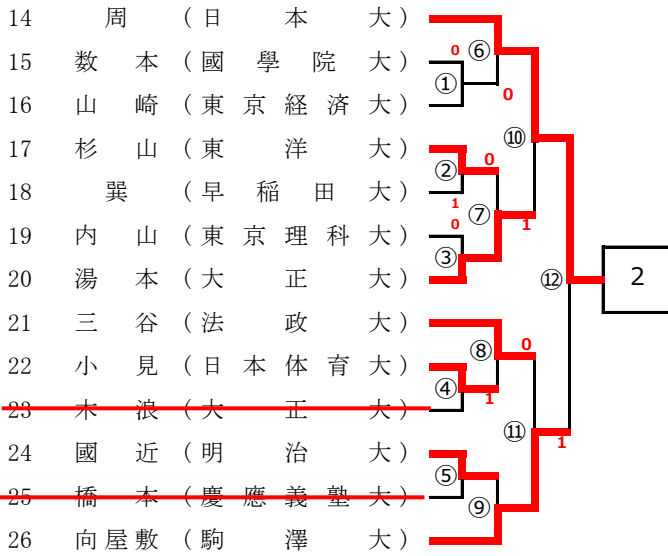 14 周 (日本大)
15 数本 (國學院大)
16 山崎 (東京経済大)
17 杉山 (東洋大)
18 巽 (早稲田大)
19 内山 (東京理科大)
20 湯本 (大正大)
21 三谷 (法政大)
22 小見 (日本体育大)
23 木浪 (大正大)
24 國近 (明治大)
25 橋本 (慶應義塾大)
26 向屋敷 (駒澤大)
0
①
⑥
0
②
0
1
0
③
⑦
1
⑩
⑧
0
④
1
⑤
⑨
⑪
1
⑫
2